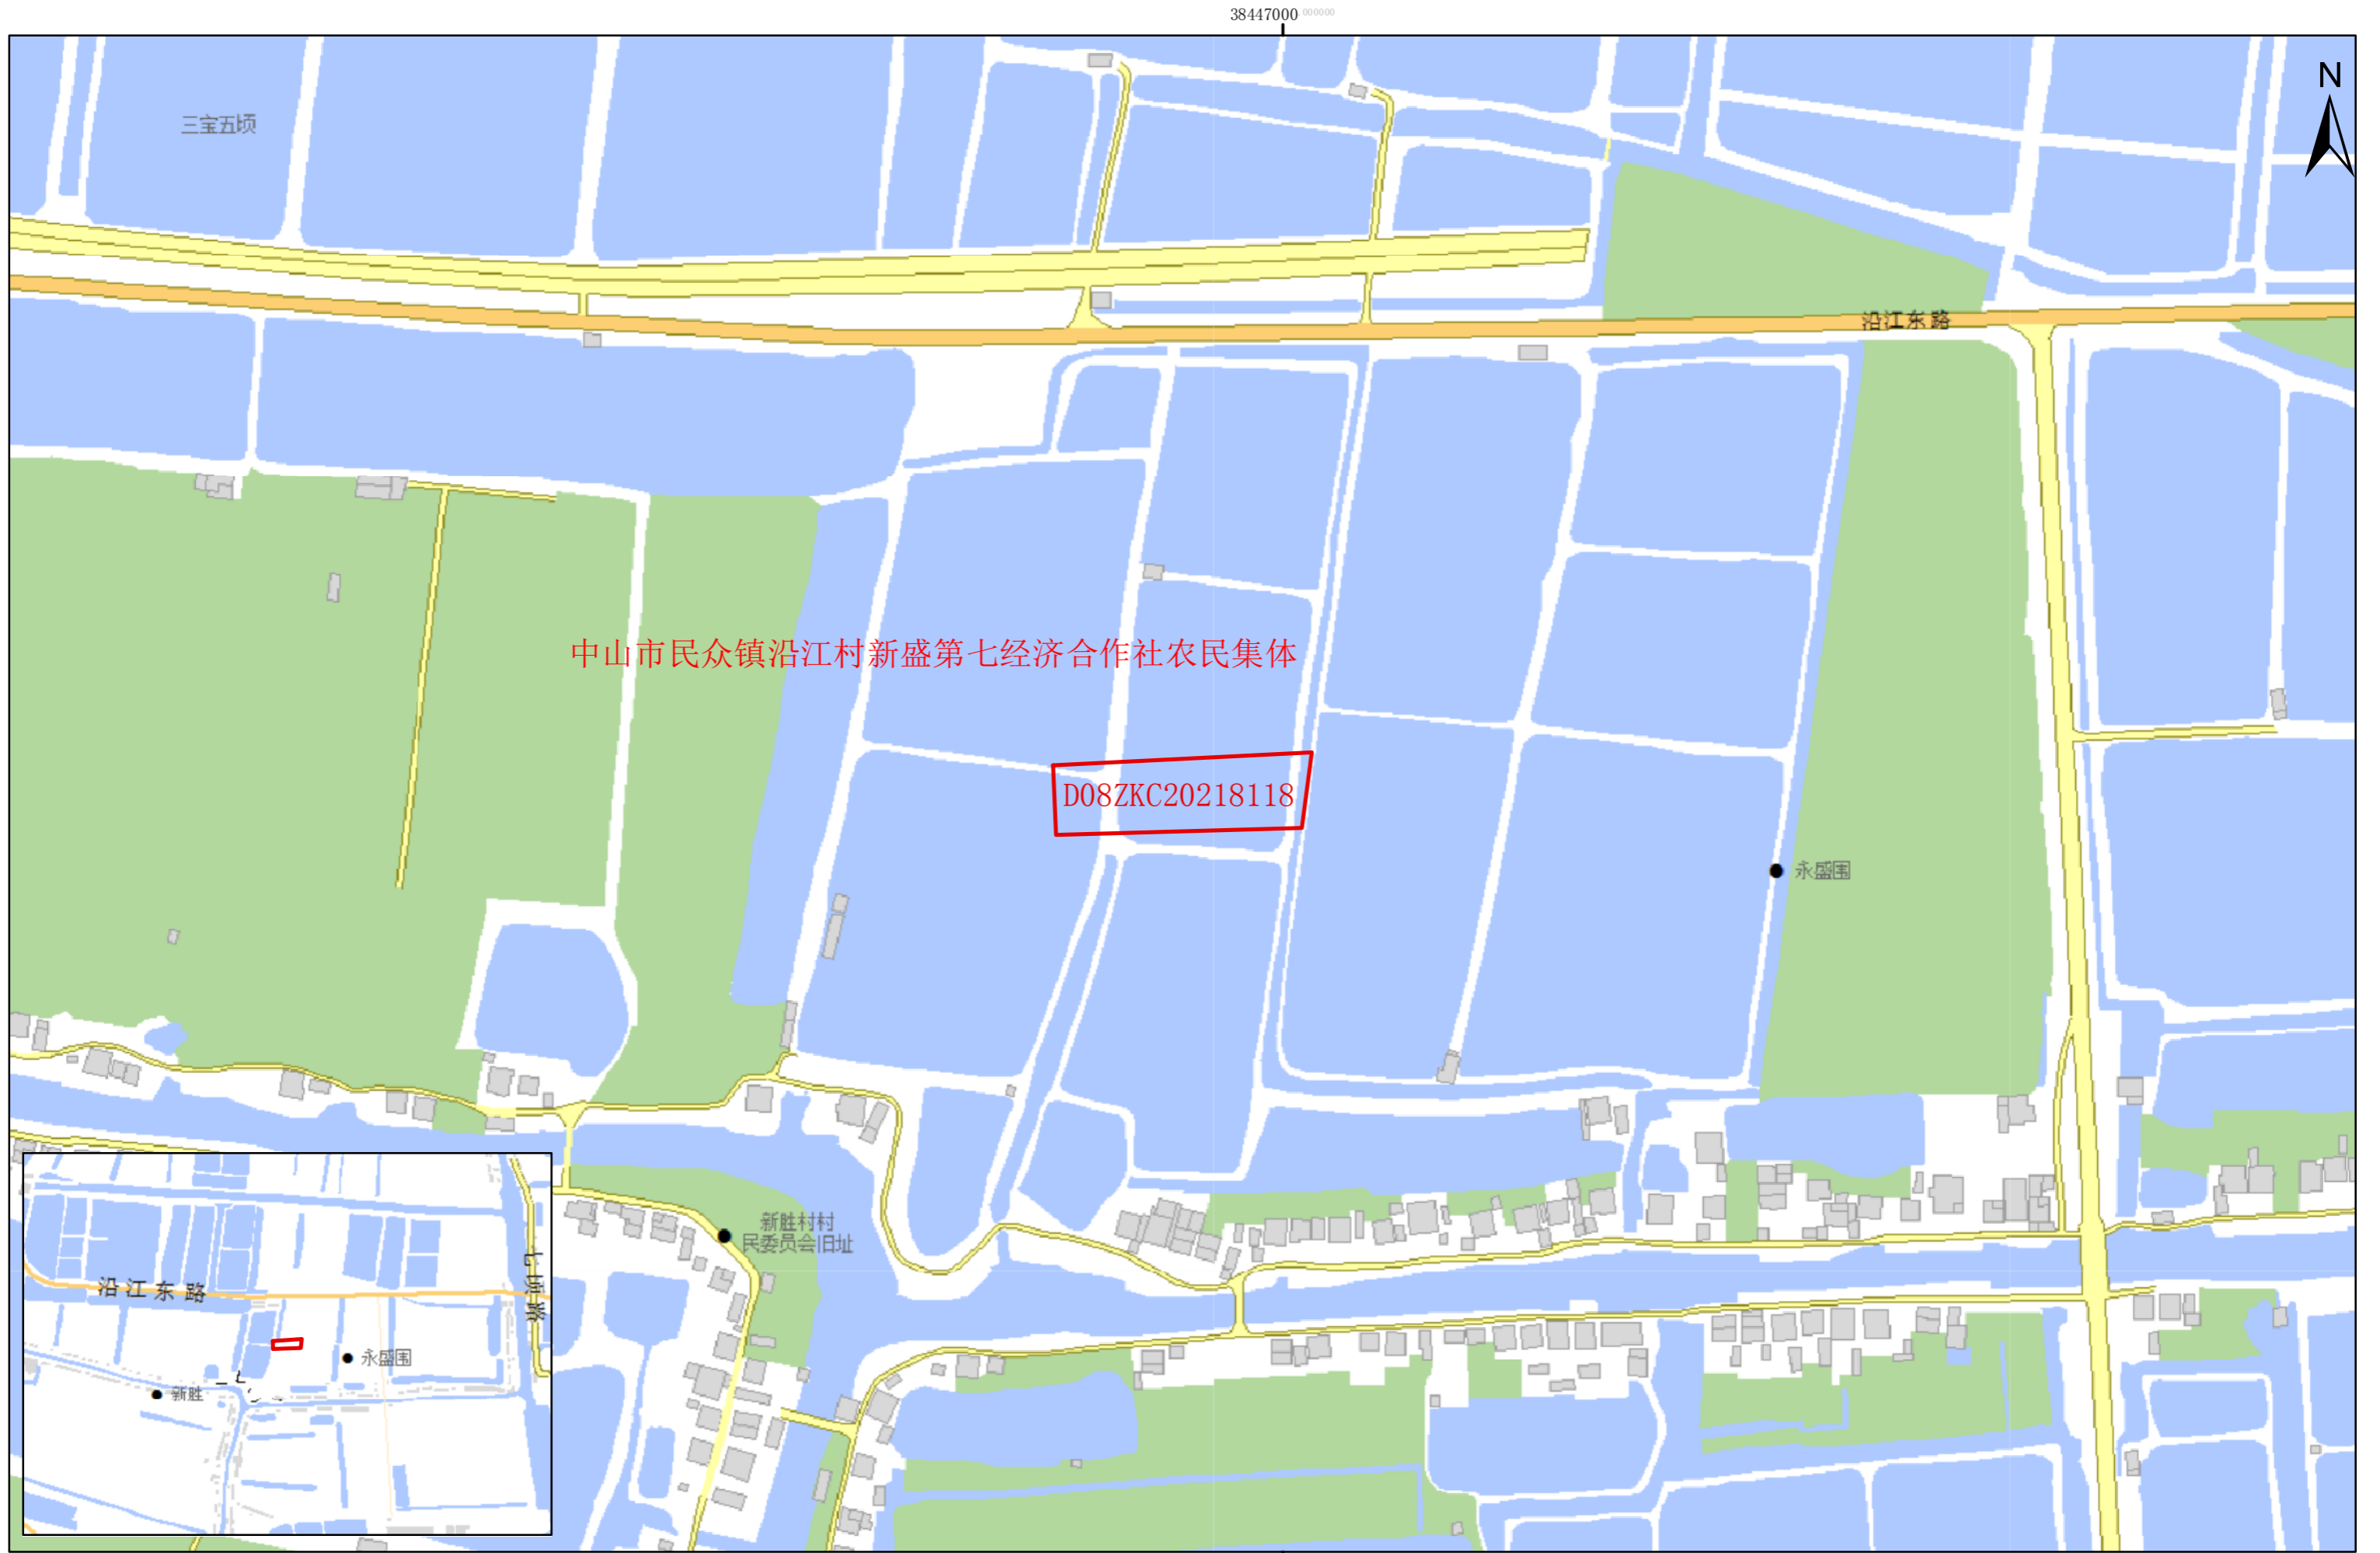 38447000.000000
N
三宝五顷
沿江东路
中山市民众镇沿江村新盛第七经济合作社农民集体
D08ZKC20218118
永盛围
新胜村村
民委员会旧址
沿江东路
永盛围
新胜